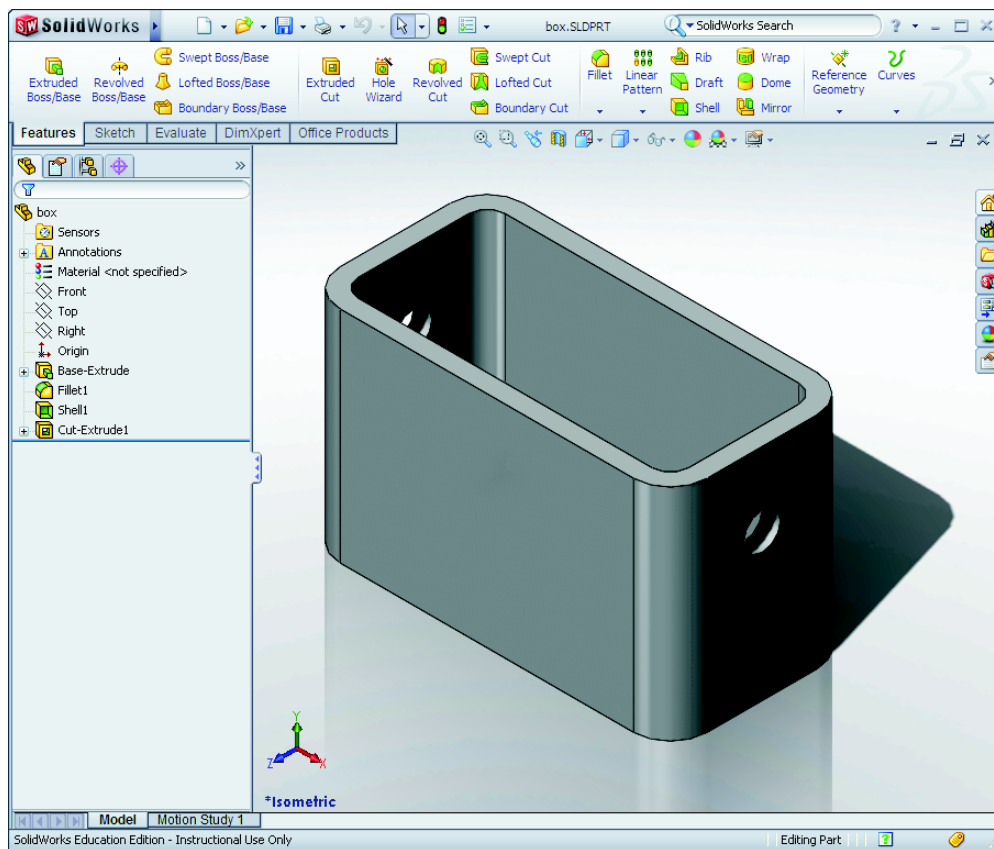 SolidWorks box.SLDPRT SolidWorks Search ?
Extruded Boss/Base
Revolved Boss/Base
Swept Boss/Base
Lofted Boss/Base
Boundary Boss/Base
Extruded Cut
Hole Wizard
Revolved Cut
Swept Cut
Lofted Cut
Boundary Cut
Fillet
Linear Pattern
Rib
Draft
Shell
Wrap
Dome
Mirror
Reference Geometry
Curves
Features Sketch Evaluate DimXpert Office Products
box
Sensors
A Annotations
Material <not specified>
Front
Top
Right
Origin
Base-Extrude
Fillet1
Shell1
Cut-Extrude1
Y
Z X
*Isometric
Model Motion Study 1
SolidWorks Education Edition - Instructional Use Only Editing Part ?